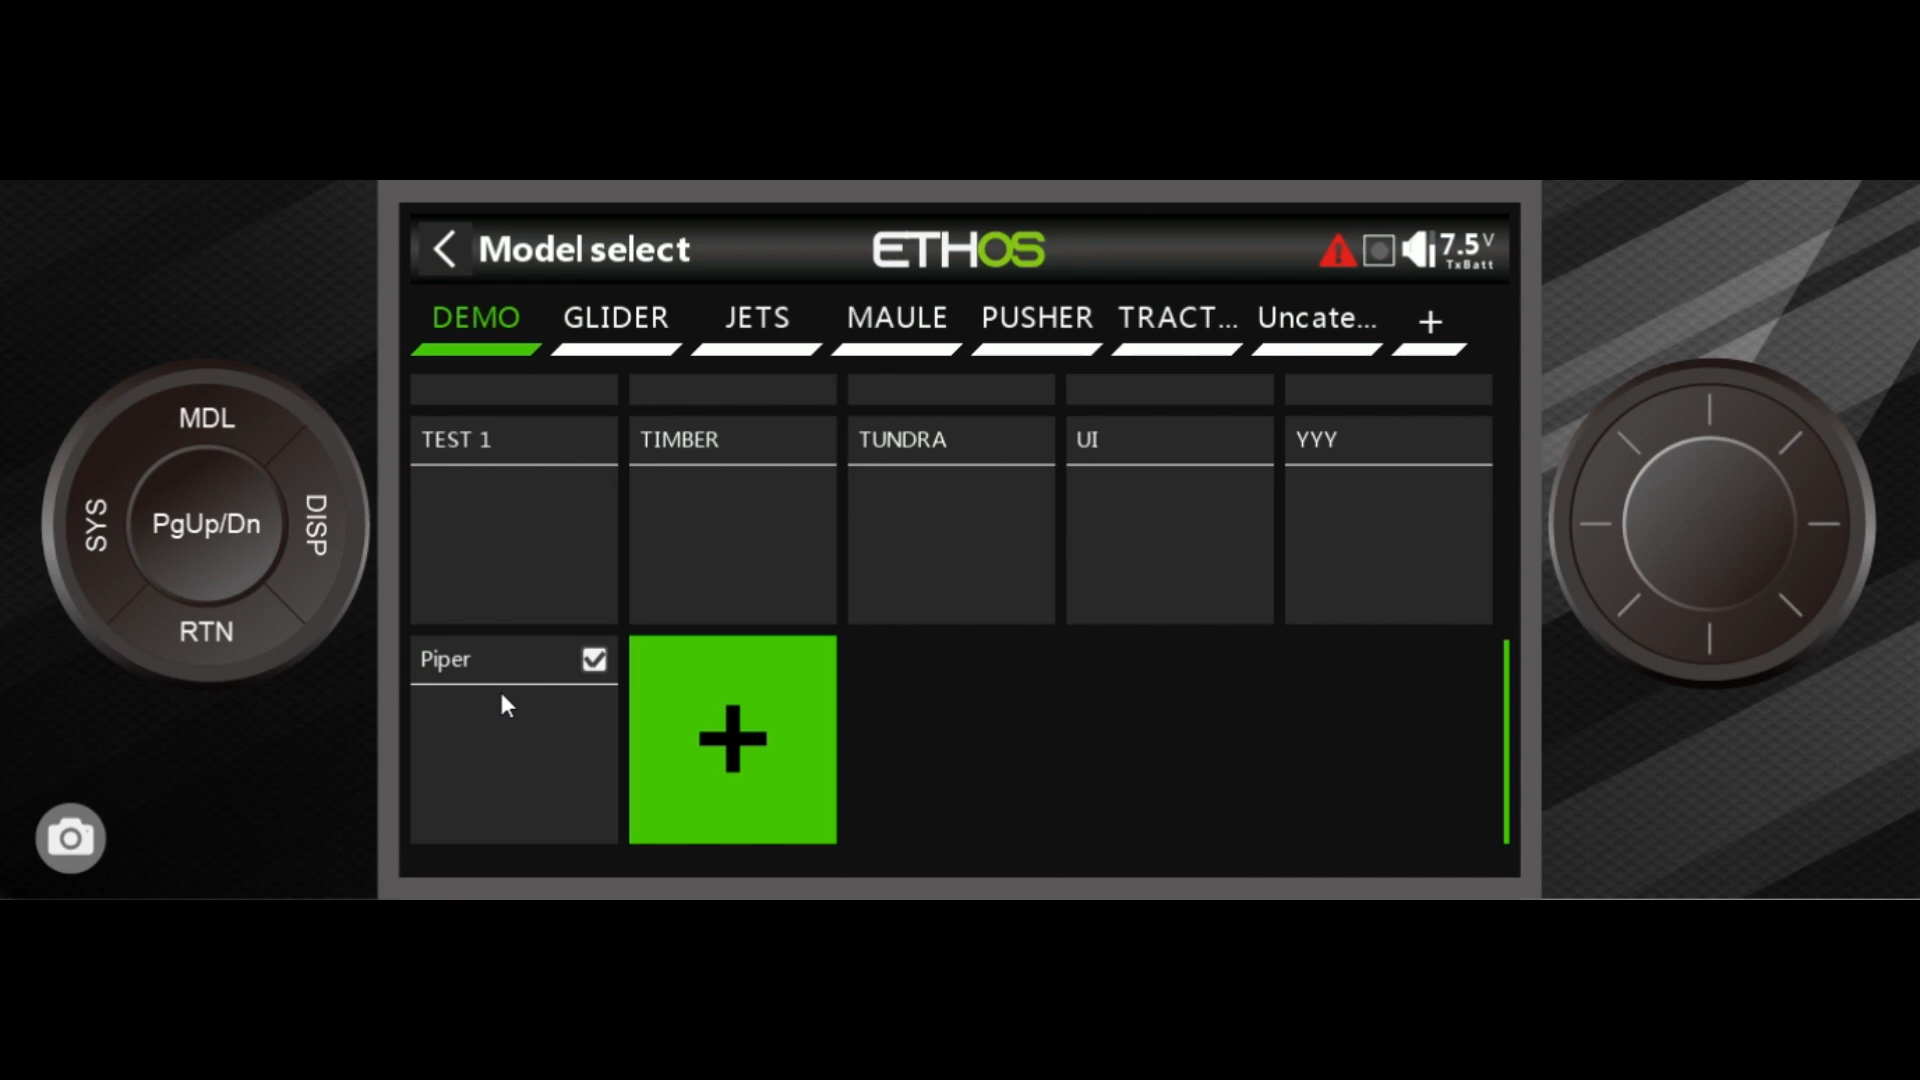 Model select
ETHOS
7.5V
TxBatt
DEMO GLIDER JETS MAULE PUSHER TRACT... Uncate... +
TEST 1 TIMBER TUNDRA UI YYY
Piper
MDL
SYS
PgUp/Dn
DISP
RTN